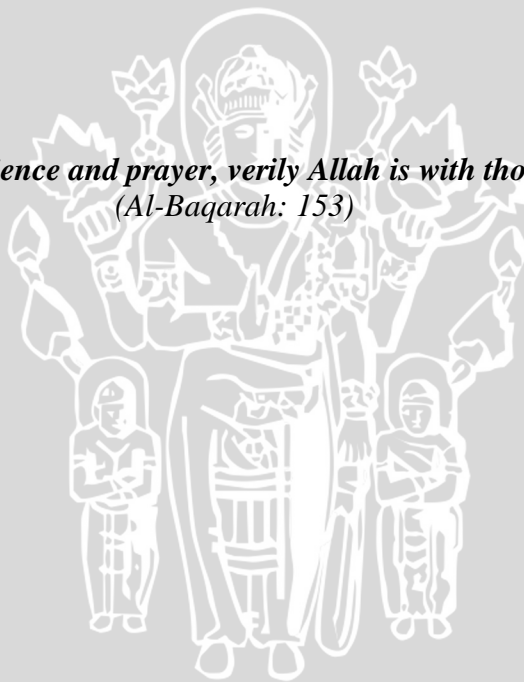 ence and prayer, verily Allah is with tho
(Al-Baqarah: 153)